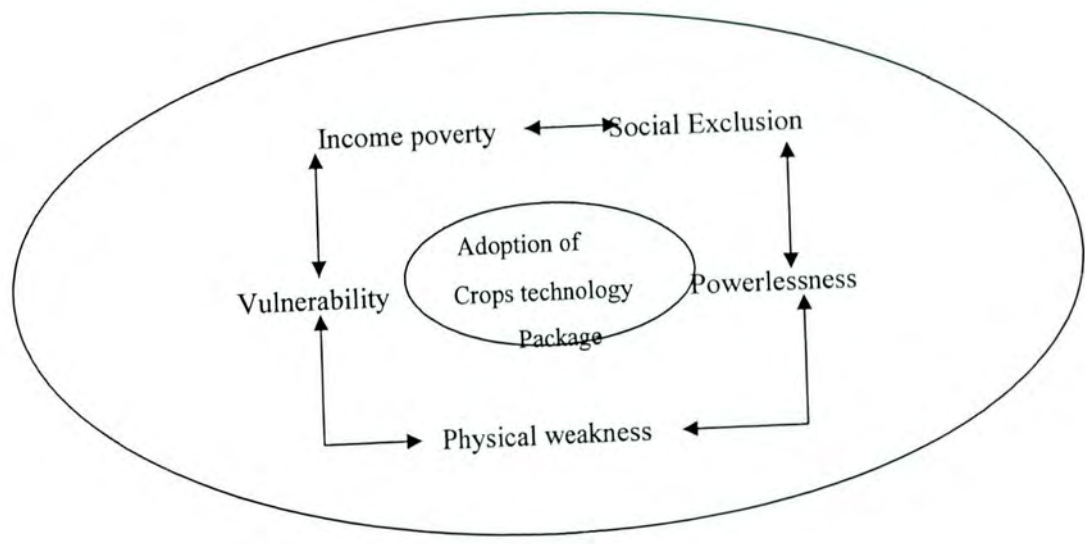 Income poverty
Social Exclusion
Adoption of
Crops technology
Package
Vulnerability
Powerlessness
Physical weakness